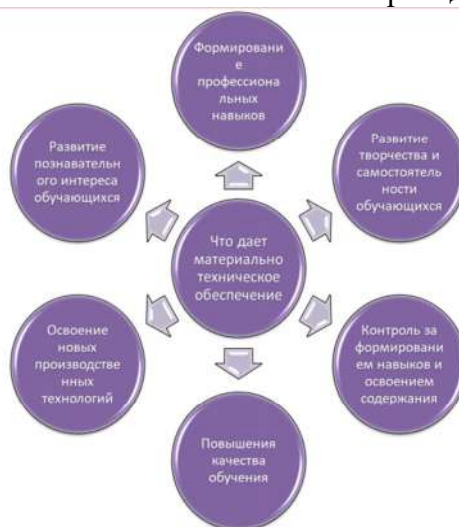 Формировани
е
профессиона
льных
навыков
Развитие
познавательн
ого интереса
обучающихся
Развитие
творчества и
самостоятель
ности
обучающихся
Что дает
материально
техническое
обеспечение
Освоение
новых
производстве
нных
технологий
Контроль за
формировани
ем навыков и
освоением
содержания
Повышения
качества
обучения